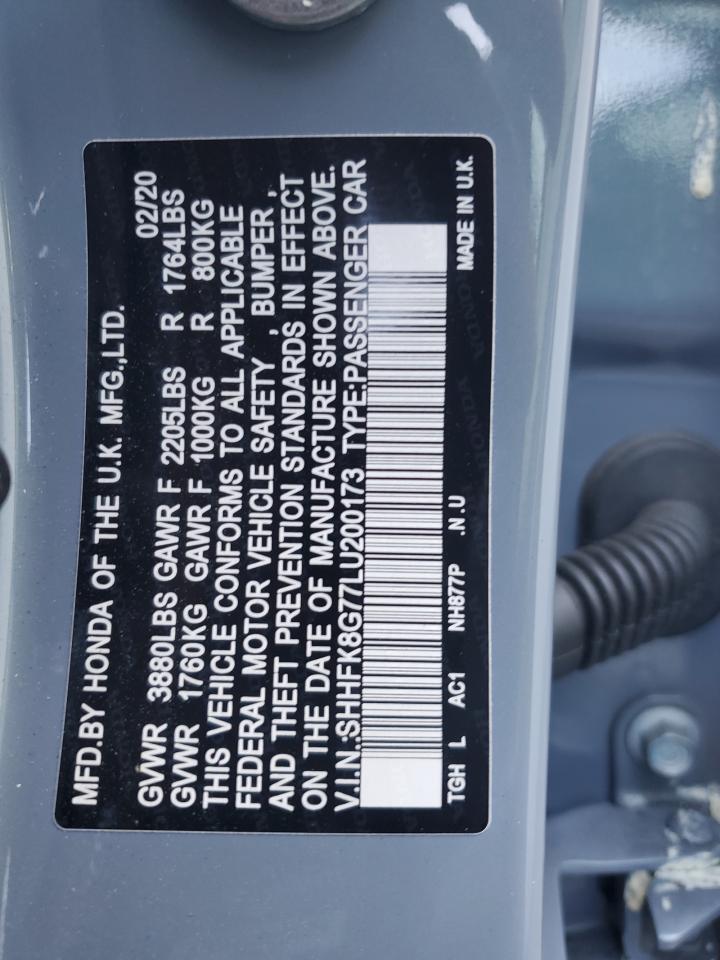 MFD.BY HONDA OF THE U.K. MFG.,LTD.
02/20
GVWR 3880LBS GAWR F 2205LBS R 1764LBS
GVWR 1760KG GAWR F 1000KG R 800KG
THIS VEHICLE CONFORMS TO ALL APPLICABLE
FEDERAL MOTOR VEHICLE SAFETY , BUMPER ,
AND THEFT PREVENTION STANDARDS IN EFFECT
ON THE DATE OF MANUFACTURE SHOWN ABOVE.
V.I.N.:SHHFK8G77LU200173 TYPE:PASSENGER CAR
TGH L AC1 NH877P .N.U MADE IN U.K.
HONDA HONDA